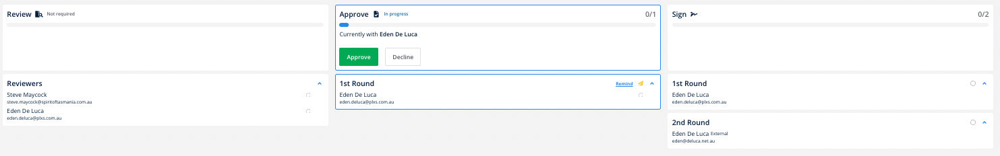 Review Not required
Reviewers
Steve Maycock
steve.maycock@spiritoftasmania.com.au
Eden De Luca
eden.deluca@plxs.com.au
Approve In progress 0/1
Currently with Eden De Luca
Approve Decline
1st Round Remind
Eden De Luca
eden.deluca@plxs.com.au
Sign 0/2
1st Round
Eden De Luca
eden.deluca@plxs.com.au
2nd Round
Eden De Luca External
eden@deluca.net.au